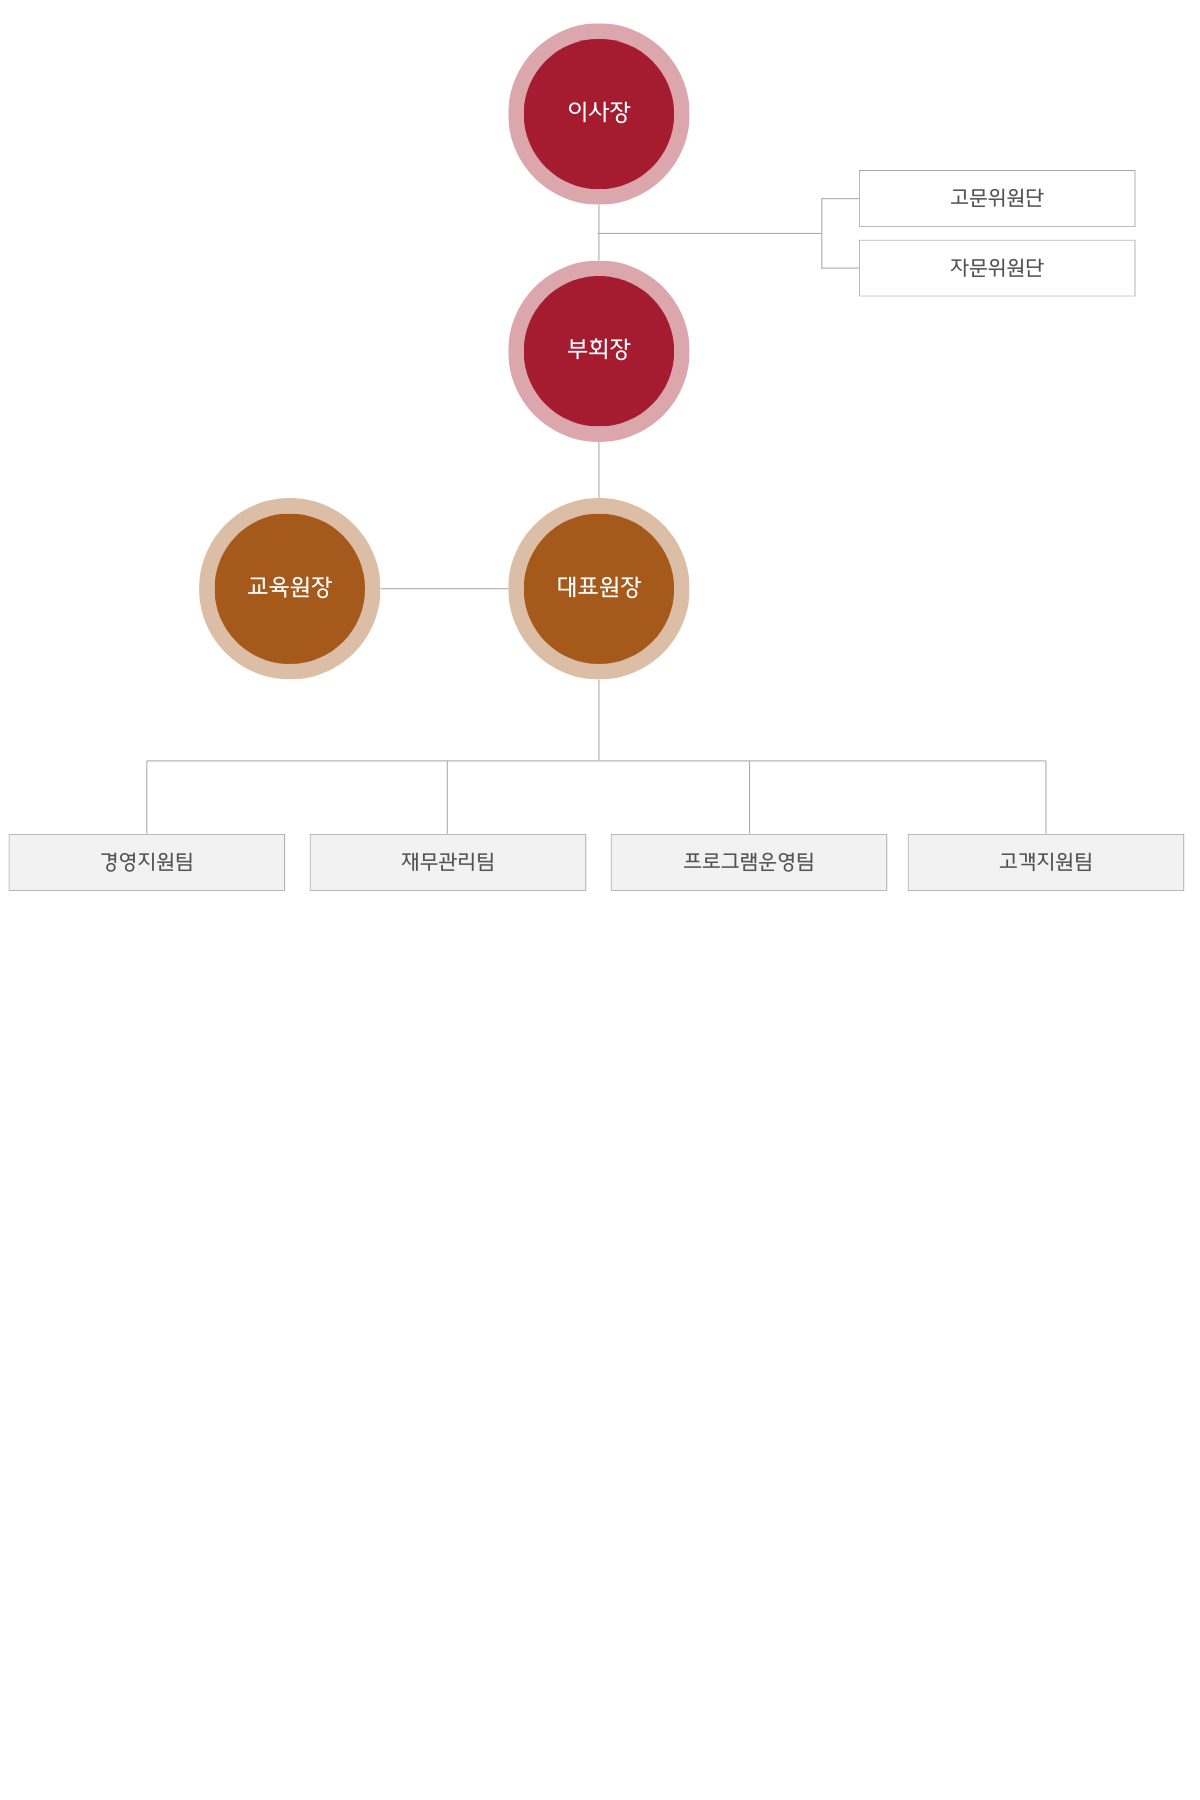 이사장
고문위원단
자문위원단
부회장
교육원장
대표원장
경영지원팀
재무관리팀
프로그램운영팀
고객지원팀